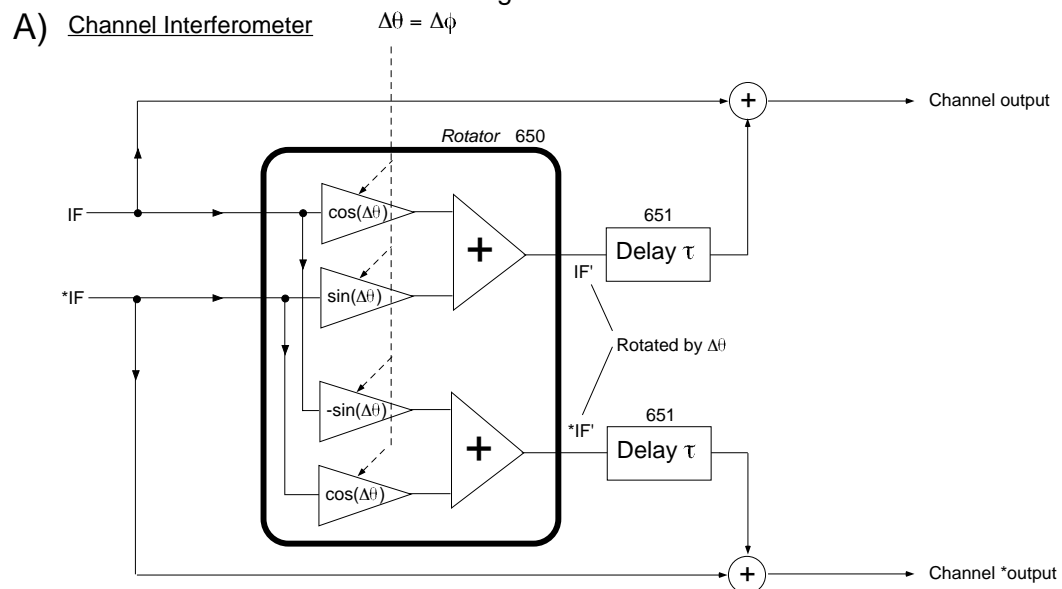 A) Channel Interferometer
Δθ = Δϕ
Channel output
Rotator 650
IF
cos(Δθ)
651
Delay τ
+
+
IF'
*IF
sin(Δθ)
Rotated by Δθ
-sin(Δθ)
651
*IF'
Delay τ
+
cos(Δθ)
+
Channel *output